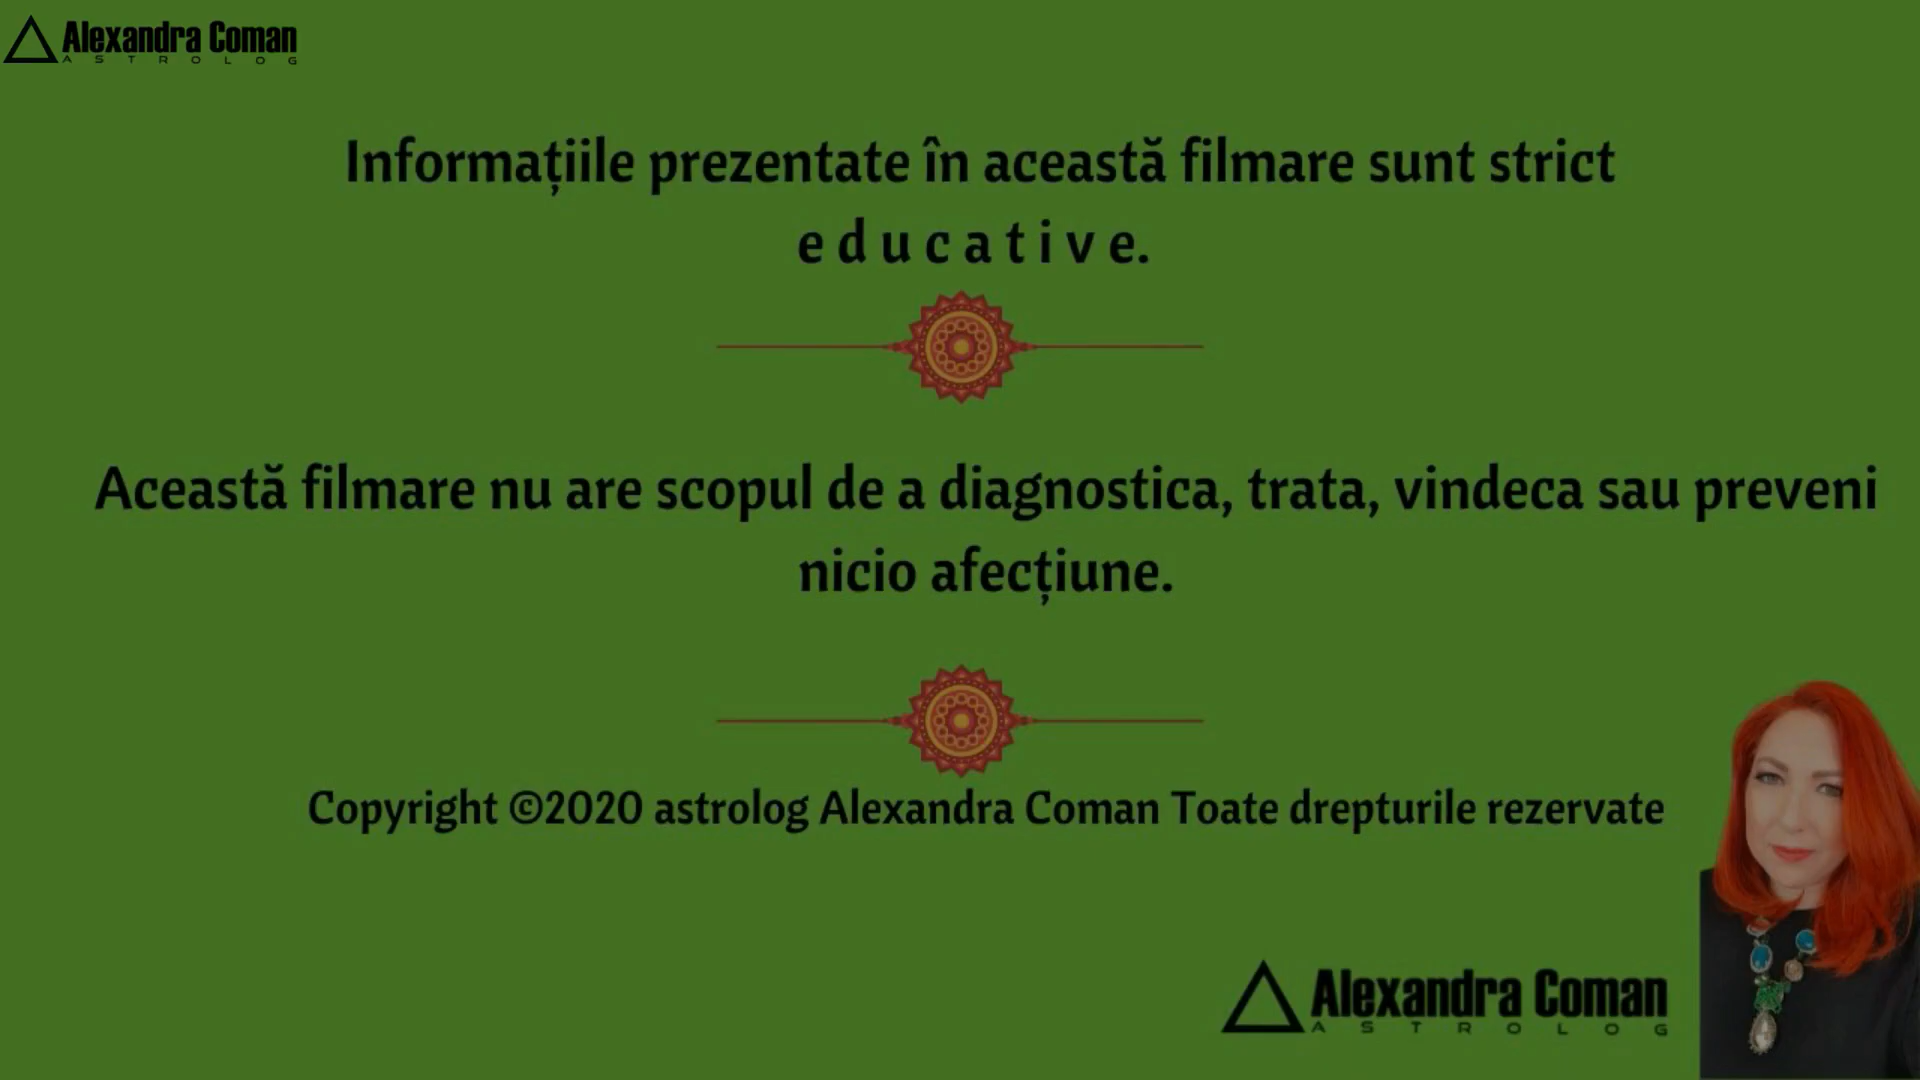 Alexandra Coman
ASTROLOG
Informațiile prezentate în această filmare sunt strict
e d u c a t i v e.
Această filmare nu are scopul de a diagnostica, trata, vindeca sau preveni
nicio afecțiune.
Copyright ©2020 astrolog Alexandra Coman Toate drepturile rezervate
Alexandra Coman
ASTROLOG